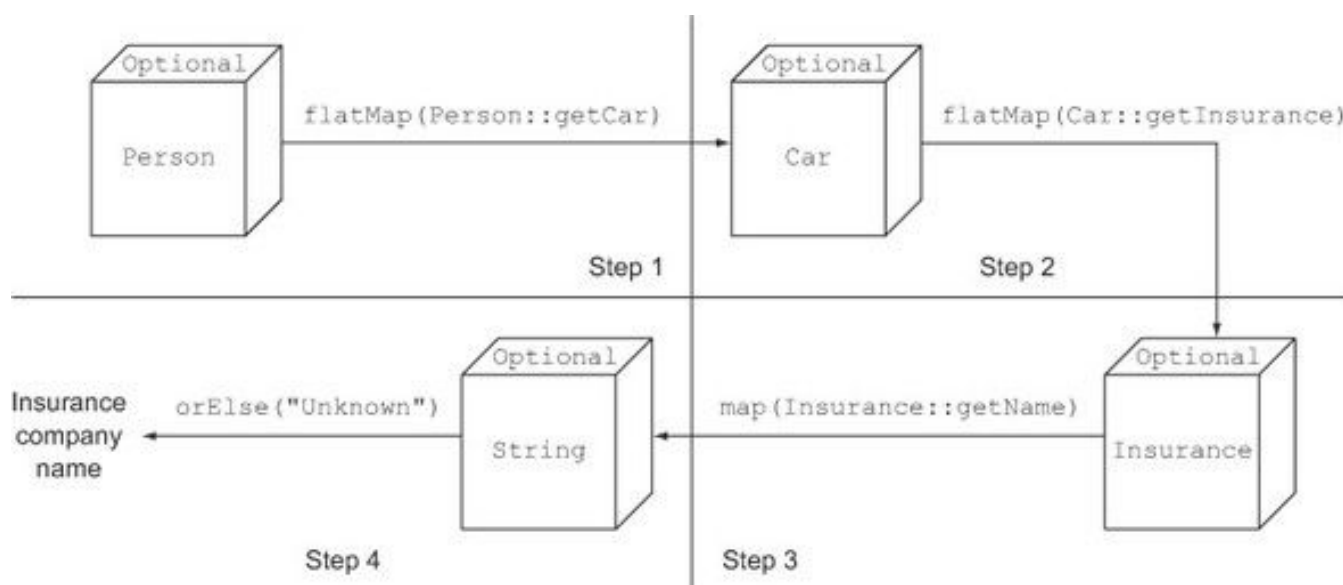 Optional
Person
flatMap(Person::getCar)
Step 1
Optional
Car
flatMap(Car::getInsurance)
Step 2
Optional
Insurance
map(Insurance::getName)
Step 3
Optional
String
orElse("Unknown")
Step 4
Insurance
company
name